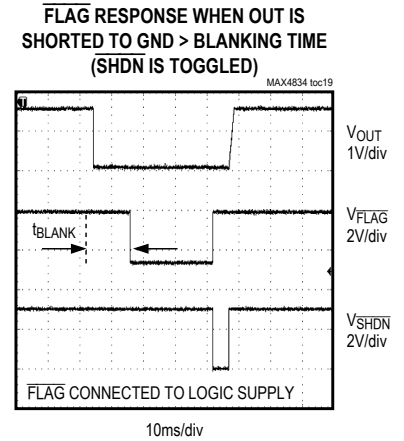 FLAG RESPONSE WHEN OUT IS
SHORTED TO GND > BLANKING TIME
(SHDN IS TOGGLED)
MAX4834 toc19
VOUT
1V/div
tBLANK
VFLAG
2V/div
VSHDN
2V/div
FLAG CONNECTED TO LOGIC SUPPLY
10ms/div